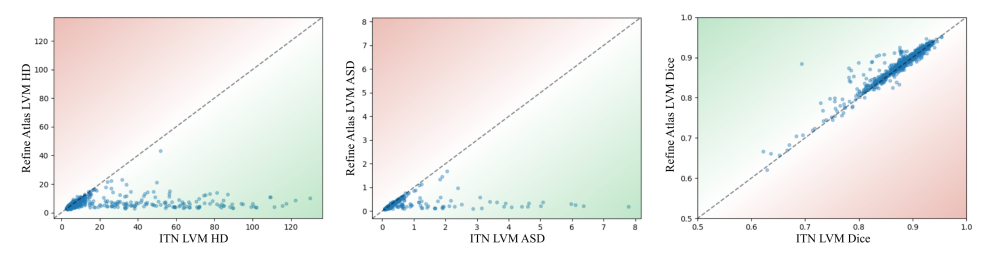 Refine Atlas LVM HD
120
100
80
60
40
20
0
0 20 40 60 80 100 120
ITN LVM HD
Refine Atlas LVM ASD
8
7
6
5
4
3
2
1
0
0 1 2 3 4 5 6 7 8
ITN LVM ASD
Refine Atlas LVM Dice
1.0
0.9
0.8
0.7
0.6
0.5
0.5 0.6 0.7 0.8 0.9 1.0
ITN LVM Dice